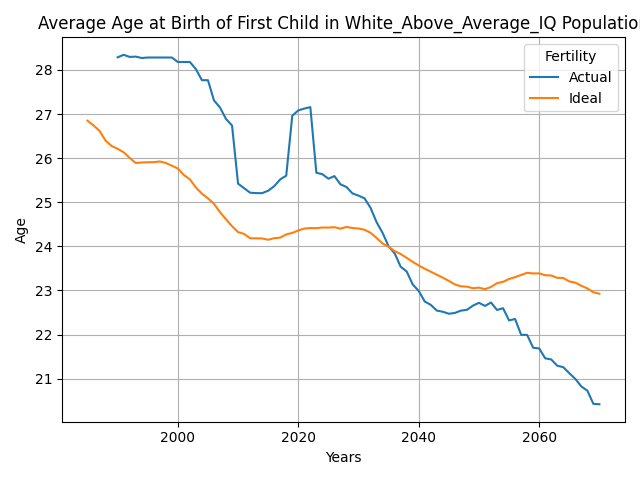 Average Age at Birth of First Child in White_Above_Average_IQ Population
Fertility
Actual
Ideal
28
27
26
25
24
23
22
21
Age
2000 2020 2040 2060
Years